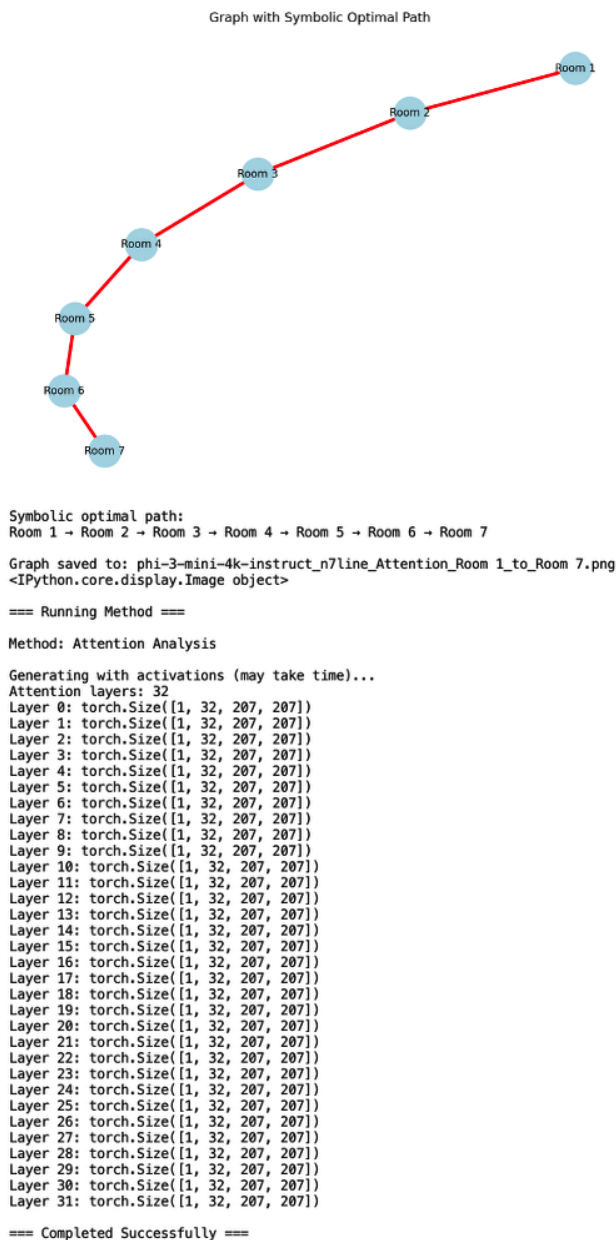 Graph with Symbolic Optimal Path
Room 1
Room 2
Room 3
Room 4
Room 5
Room 6
Room 7
Symbolic optimal path:
Room 1 → Room 2 → Room 3 → Room 4 → Room 5 → Room 6 → Room 7
Graph saved to: phi-3-mini-4k-instruct_n7line_Attention_Room 1_to_Room 7.png
<IPython.core.display.Image object>
=== Running Method ===
Method: Attention Analysis
Generating with activations (may take time)...
Attention layers: 32
Layer 0: torch.Size([1, 32, 207, 207])
Layer 1: torch.Size([1, 32, 207, 207])
Layer 2: torch.Size([1, 32, 207, 207])
Layer 3: torch.Size([1, 32, 207, 207])
Layer 4: torch.Size([1, 32, 207, 207])
Layer 5: torch.Size([1, 32, 207, 207])
Layer 6: torch.Size([1, 32, 207, 207])
Layer 7: torch.Size([1, 32, 207, 207])
Layer 8: torch.Size([1, 32, 207, 207])
Layer 9: torch.Size([1, 32, 207, 207])
Layer 10: torch.Size([1, 32, 207, 207])
Layer 11: torch.Size([1, 32, 207, 207])
Layer 12: torch.Size([1, 32, 207, 207])
Layer 13: torch.Size([1, 32, 207, 207])
Layer 14: torch.Size([1, 32, 207, 207])
Layer 15: torch.Size([1, 32, 207, 207])
Layer 16: torch.Size([1, 32, 207, 207])
Layer 17: torch.Size([1, 32, 207, 207])
Layer 18: torch.Size([1, 32, 207, 207])
Layer 19: torch.Size([1, 32, 207, 207])
Layer 20: torch.Size([1, 32, 207, 207])
Layer 21: torch.Size([1, 32, 207, 207])
Layer 22: torch.Size([1, 32, 207, 207])
Layer 23: torch.Size([1, 32, 207, 207])
Layer 24: torch.Size([1, 32, 207, 207])
Layer 25: torch.Size([1, 32, 207, 207])
Layer 26: torch.Size([1, 32, 207, 207])
Layer 27: torch.Size([1, 32, 207, 207])
Layer 28: torch.Size([1, 32, 207, 207])
Layer 29: torch.Size([1, 32, 207, 207])
Layer 30: torch.Size([1, 32, 207, 207])
Layer 31: torch.Size([1, 32, 207, 207])
=== Completed Successfully ===